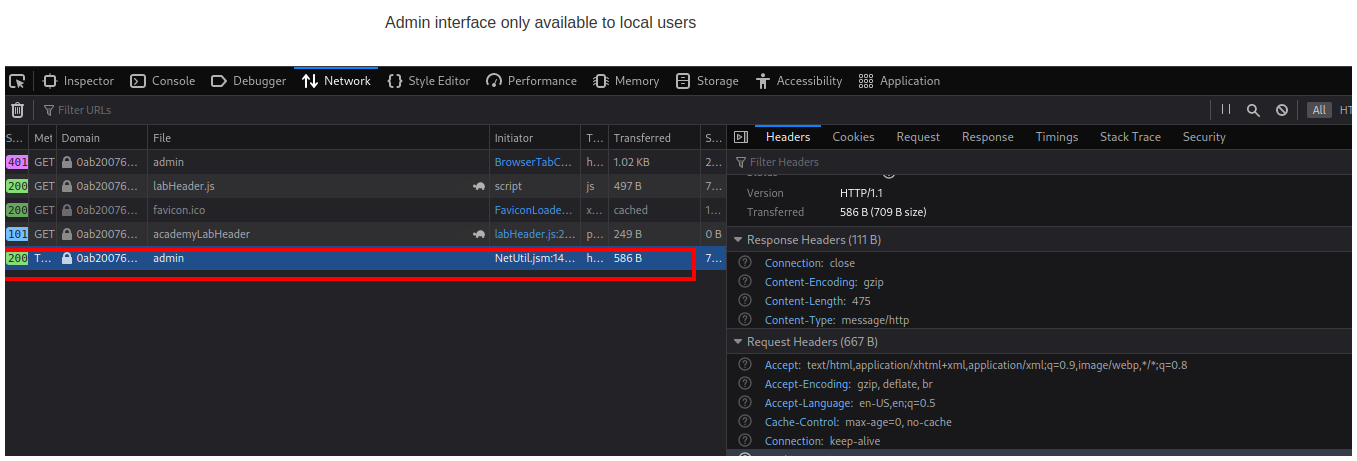 Admin interface only available to local users
Inspector Console Debugger Network Style Editor Performance Memory Storage Accessibility Application
Filter URLs All HT
S... Met Domain File Initiator T... Transferred S... Headers Cookies Request Response Timings Stack Trace Security
401 GET 0ab20076... admin BrowserTabC... h... 1.02 KB 2...
Filter Headers
200 GET 0ab20076... labHeader.js script js 497 B 7...
Version HTTP/1.1
200 GET 0ab20076... favicon.ico FaviconLoade... x... cached 1...
Transferred 586 B (709 B size)
101 GET 0ab20076... academyLabHeader labHeader.js:2... p... 249 B 0 B
Response Headers (111 B)
200 T... 0ab20076... admin NetUtil.jsm:14... h... 586 B 7...
Connection: close
Content-Encoding: gzip
Content-Length: 475
Content-Type: message/http
Request Headers (667 B)
Accept: text/html,application/xhtml+xml,application/xml;q=0.9,image/webp,*/*;q=0.8
Accept-Encoding: gzip, deflate, br
Accept-Language: en-US,en;q=0.5
Cache-Control: max-age=0, no-cache
Connection: keep-alive